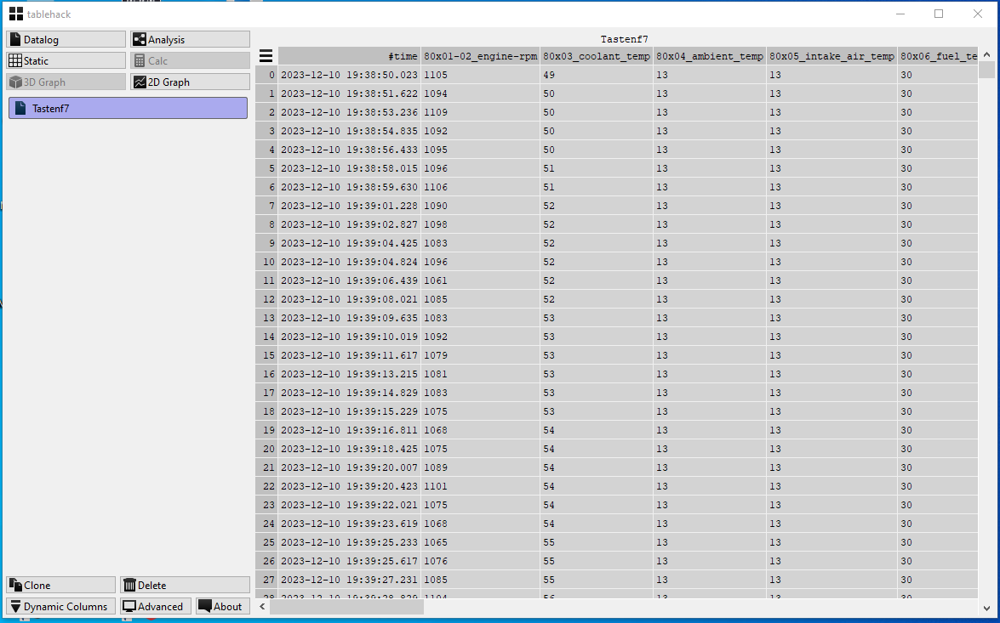 tablehack
Datalog Analysis
Static Calc
3D Graph 2D Graph
Tastenf7
Tastenf7
#time 80x01-02_engine-rpm 80x03_coolant_temp 80x04_ambient_temp 80x05_intake_air_temp 80x06_fuel_te
0 2023-12-10 19:38:50.023 1105 49 13 13 30
1 2023-12-10 19:38:51.622 1094 50 13 13 30
2 2023-12-10 19:38:53.236 1109 50 13 13 30
3 2023-12-10 19:38:54.835 1092 50 13 13 30
4 2023-12-10 19:38:56.433 1095 50 13 13 30
5 2023-12-10 19:38:58.015 1096 51 13 13 30
6 2023-12-10 19:38:59.630 1106 51 13 13 30
7 2023-12-10 19:39:01.228 1090 52 13 13 30
8 2023-12-10 19:39:02.827 1098 52 13 13 30
9 2023-12-10 19:39:04.425 1083 52 13 13 30
10 2023-12-10 19:39:04.824 1096 52 13 13 30
11 2023-12-10 19:39:06.439 1061 52 13 13 30
12 2023-12-10 19:39:08.021 1085 52 13 13 30
13 2023-12-10 19:39:09.635 1083 53 13 13 30
14 2023-12-10 19:39:10.019 1092 53 13 13 30
15 2023-12-10 19:39:11.617 1079 53 13 13 30
16 2023-12-10 19:39:13.215 1081 53 13 13 30
17 2023-12-10 19:39:14.829 1083 53 13 13 30
18 2023-12-10 19:39:15.229 1075 53 13 13 30
19 2023-12-10 19:39:16.811 1068 54 13 13 30
20 2023-12-10 19:39:18.425 1075 54 13 13 30
21 2023-12-10 19:39:20.007 1089 54 13 13 30
22 2023-12-10 19:39:20.423 1101 54 13 13 30
23 2023-12-10 19:39:22.021 1075 54 13 13 30
24 2023-12-10 19:39:23.619 1068 54 13 13 30
25 2023-12-10 19:39:25.233 1065 55 13 13 30
26 2023-12-10 19:39:25.617 1076 55 13 13 30
27 2023-12-10 19:39:27.231 1085 55 13 13 30
28 2023-12-10 19:39:28.829 1104 56 13 13 30
Clone Delete
Dynamic Columns Advanced About